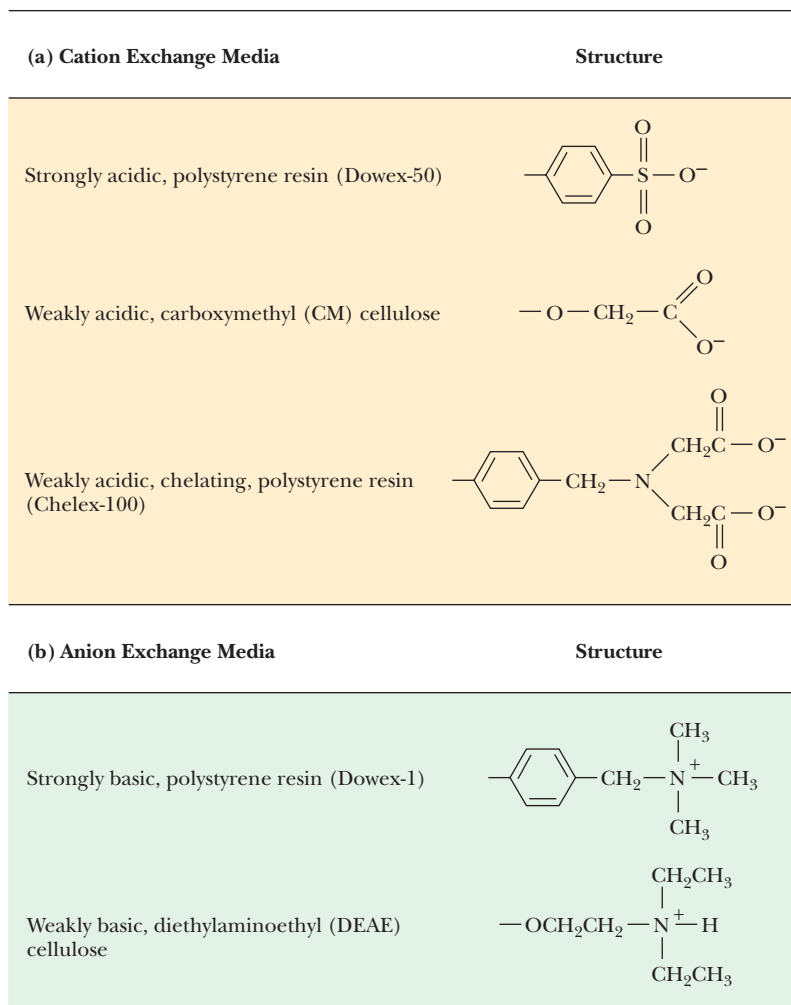 (a) Cation Exchange Media Structure
Strongly acidic, polystyrene resin (Dowex-50)
O
S O−
O
Weakly acidic, carboxymethyl (CM) cellulose
O
O CH₂ C
O−
Weakly acidic, chelating, polystyrene resin
(Chelex-100)
O
CH₂C O−
CH₂ N
CH₂C O−
O
(b) Anion Exchange Media Structure
Strongly basic, polystyrene resin (Dowex-1)
CH₃
CH₂ N+ CH₃
CH₃
Weakly basic, diethylaminoethyl (DEAE)
cellulose
CH₂CH₃
OCH₂CH₂ N+ H
CH₂CH₃